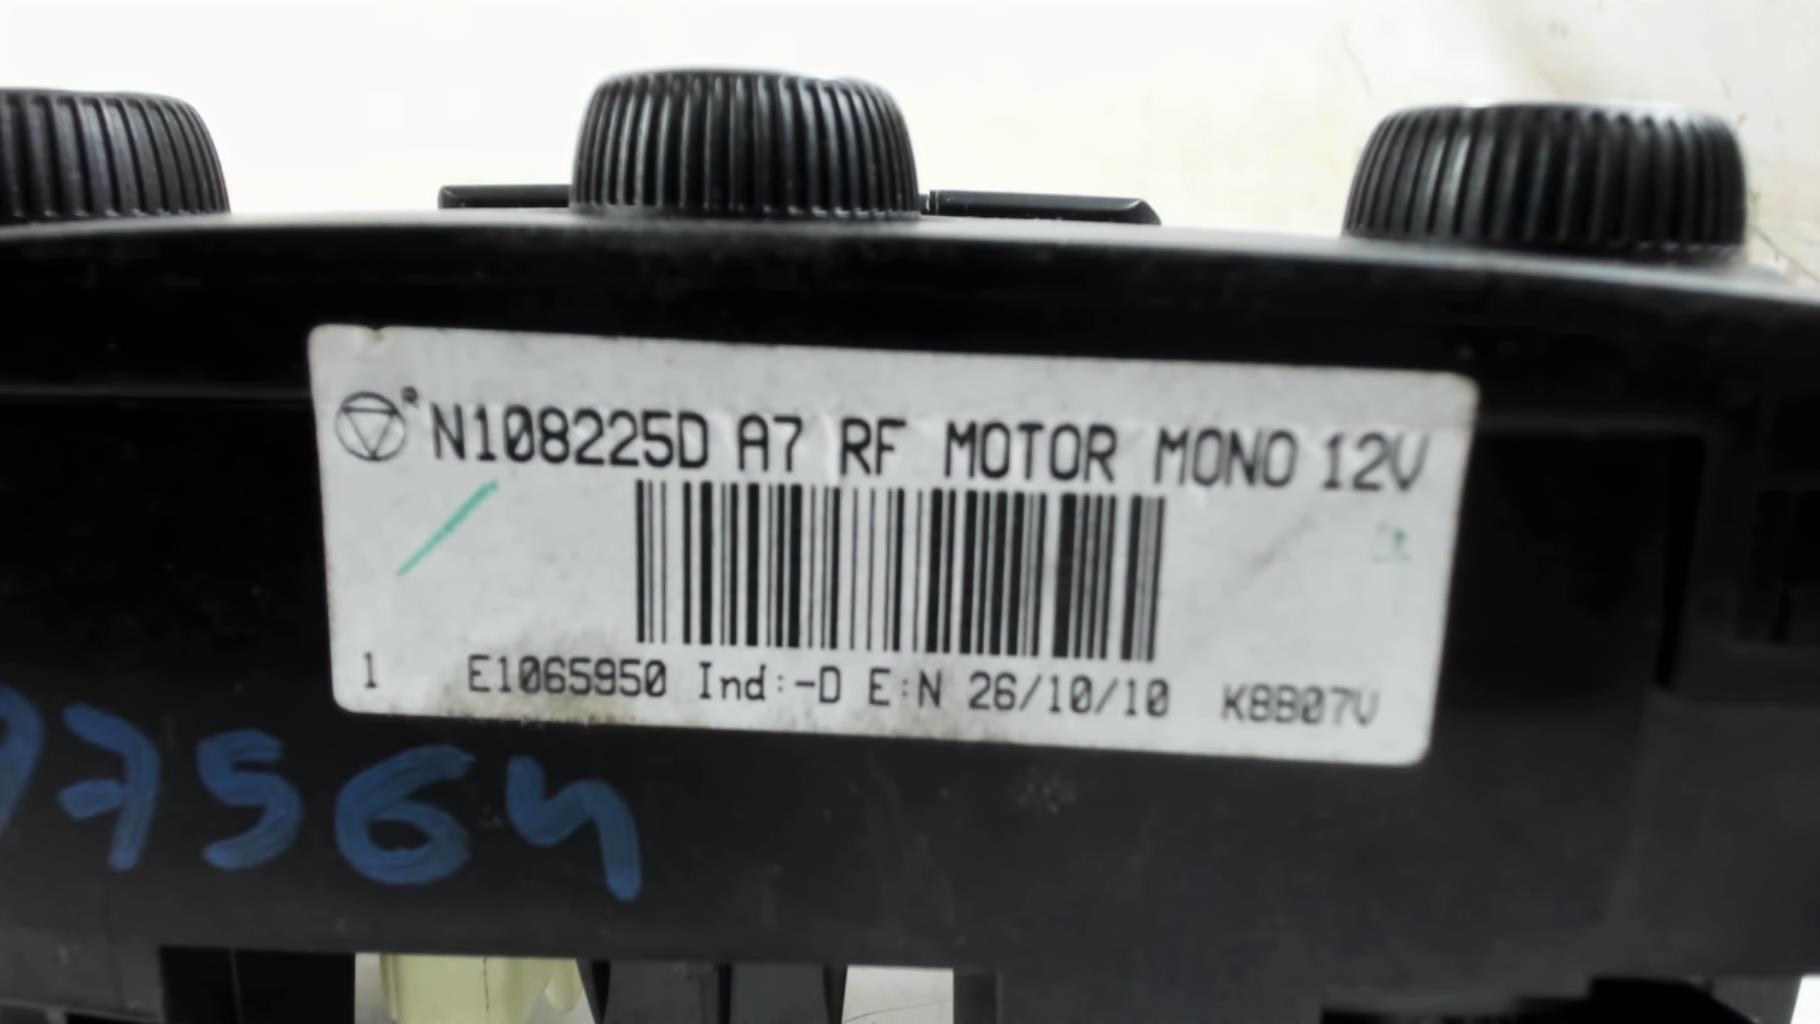 R N108225D A7 RF MOTOR MONO 12V
1 E1065950 Ind:-D E:N 26/10/10 K8B07V
97564